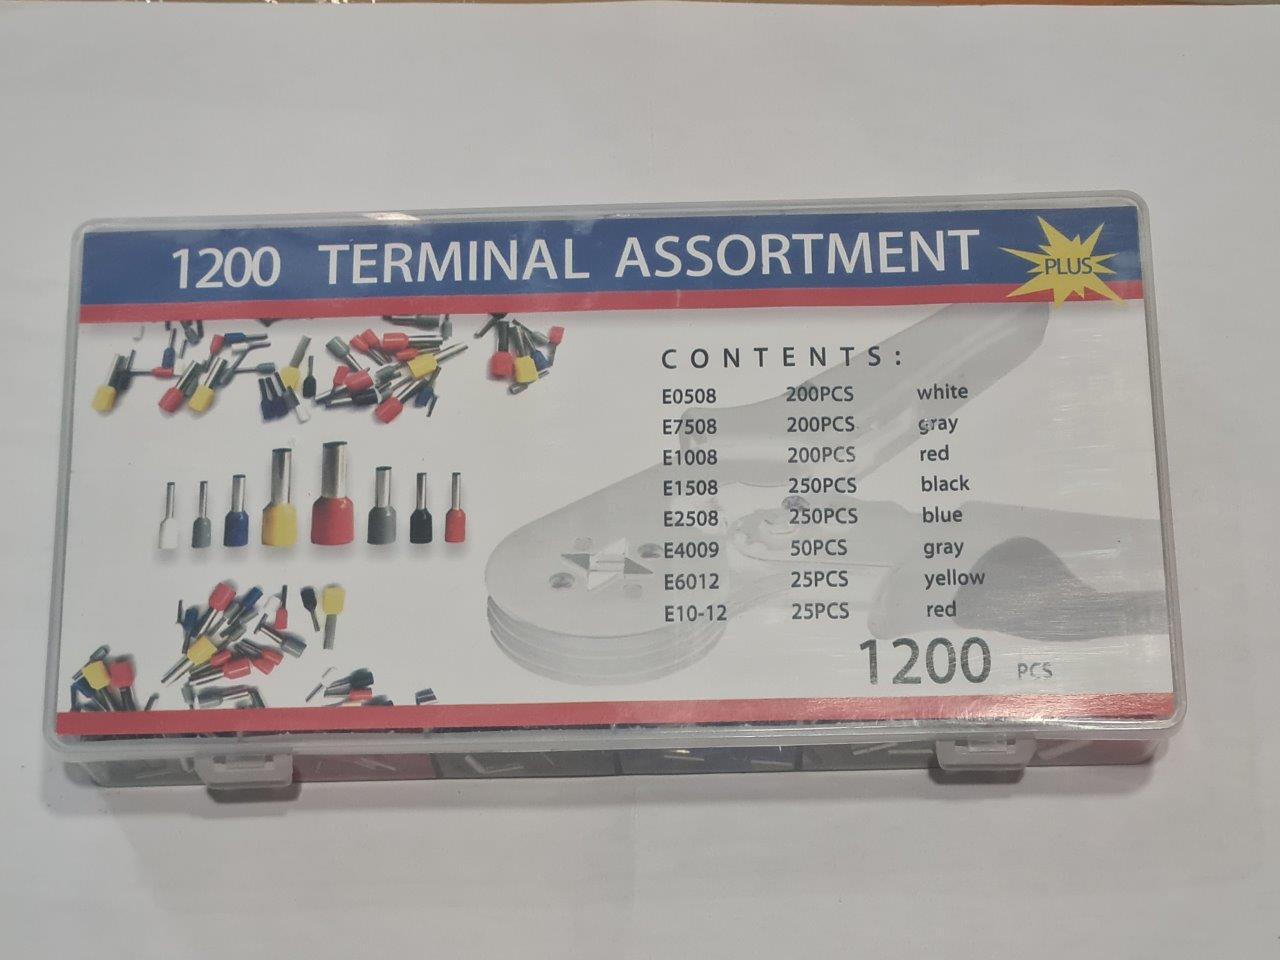 1200 TERMINAL ASSORTMENT
PLUS
CONTENTS:
E0508 200PCS white
E7508 200PCS gray
E1008 200PCS red
E1508 250PCS black
E2508 250PCS blue
E4009 50PCS gray
E6012 25PCS yellow
E10-12 25PCS red
1200 PCS